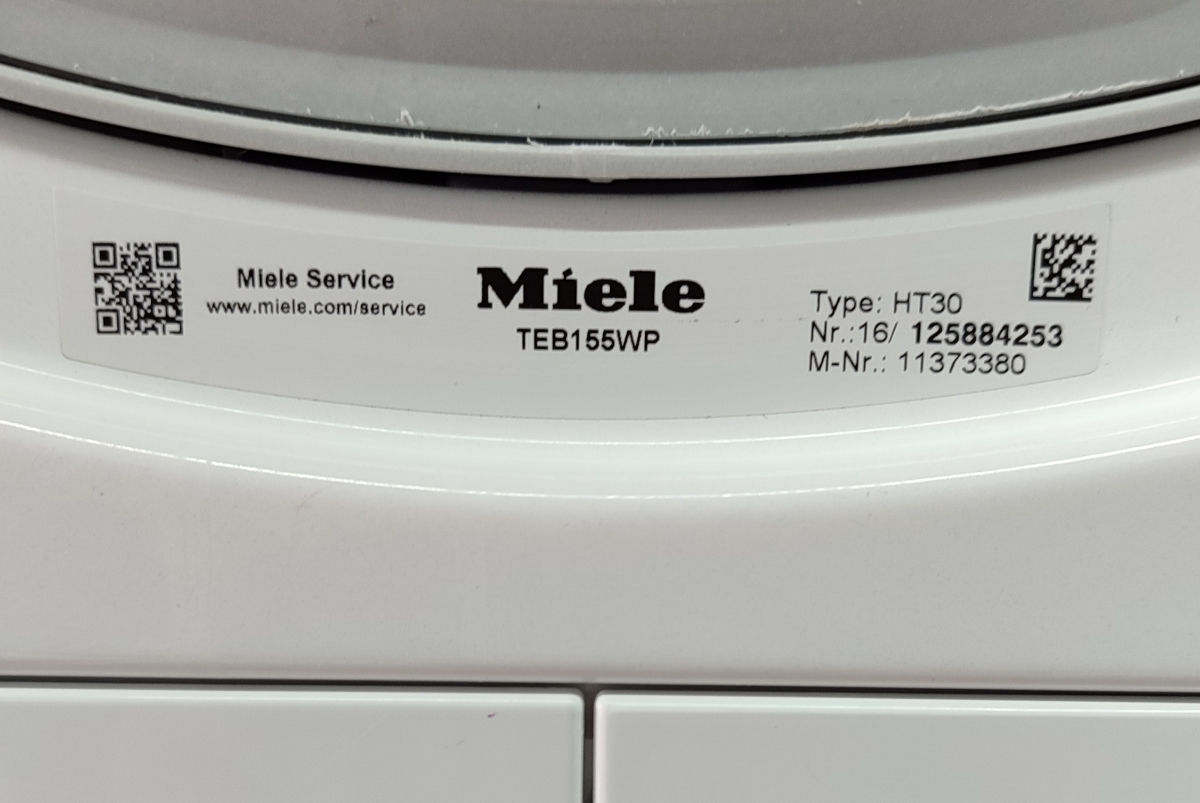 Miele Service
www.miele.com/service
Miele
TEB155WP
Type: HT30
Nr.:16/ 125884253
M-Nr.: 11373380